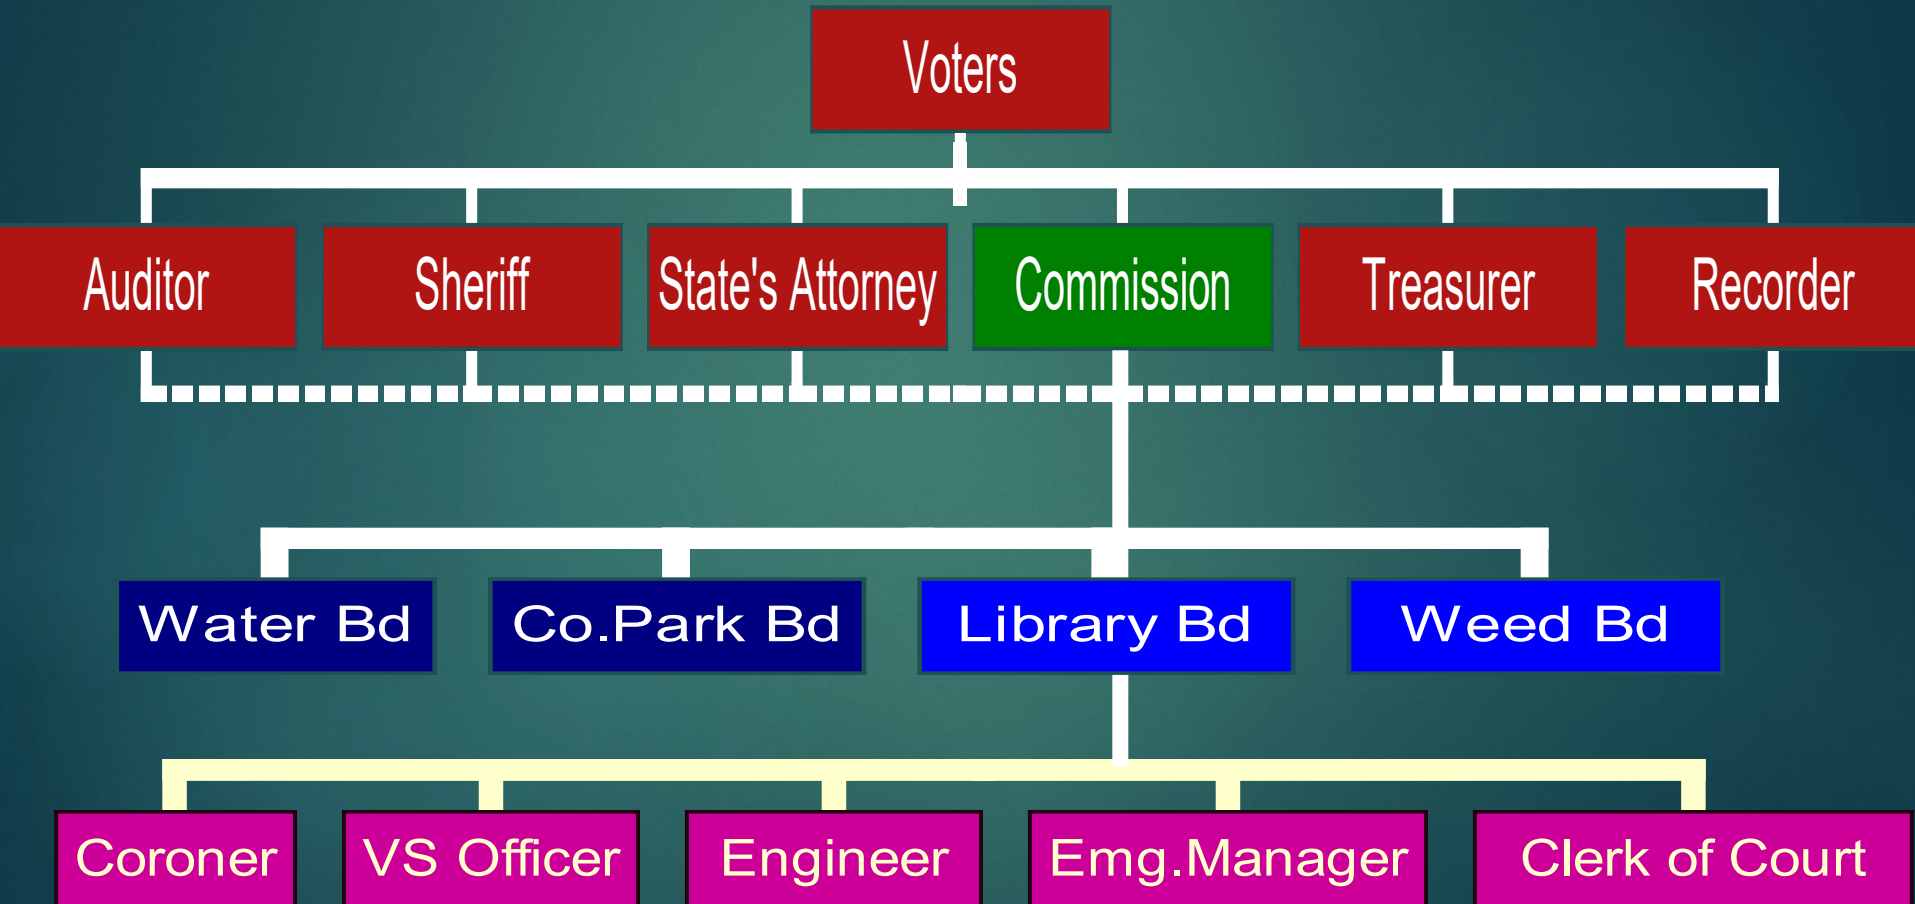 Voters
Auditor
Sheriff
State's Attorney
Commission
Treasurer
Recorder
Water Bd
Co.Park Bd
Library Bd
Weed Bd
Coroner
VS Officer
Engineer
Emg.Manager
Clerk of Court